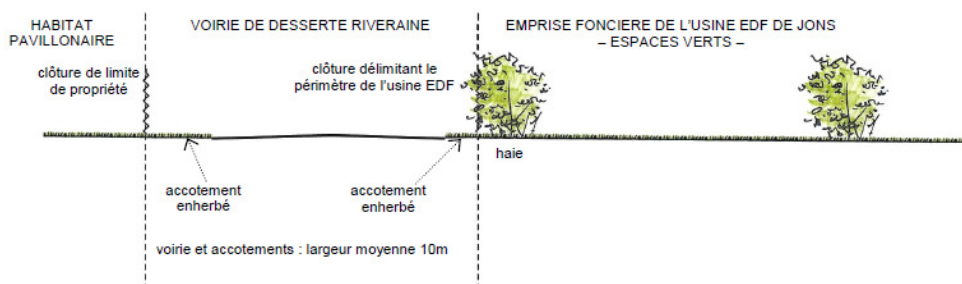 HABITAT
PAVILLONAIRE
VOIRIE DE DESSERTE RIVERAINE
EMPRISE FONCIERE DE L'USINE EDF DE JONS
– ESPACES VERTS –
clôture de limite
de propriété
clôture délimitant le
périmètre de l'usine EDF
haie
accotement
enherbé
accotement
enherbé
voirie et accotements : largeur moyenne 10m